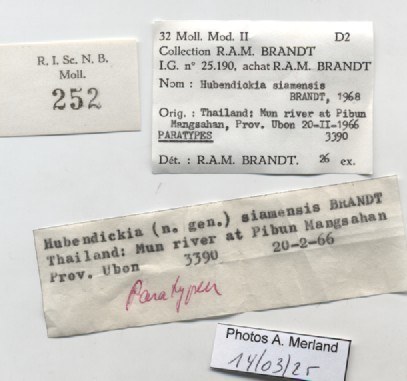 R. I. Sc. N. B.
Moll.
252
32 Moll. Mod. II D2
Collection R.A.M. BRANDT
I.G. n° 25.190, achat R.A.M. BRANDT
Nom : Hubendickia siamensis
BRANDT, 1968
Orig. : Thailand: Mun river at Pibun
Mangsahan, Prov. Ubon 20-II-1966
PARATYPES 3390
Dét. : R.A.M. BRANDT. 26 ex.
Hubendickia (n. gen.) siamensis BRANDT
Thailand: Mun river at Pibun Mangsahan
Prov. Ubon 3390 20-2-66
Paratypen
Photos A. Merland
14/03/25